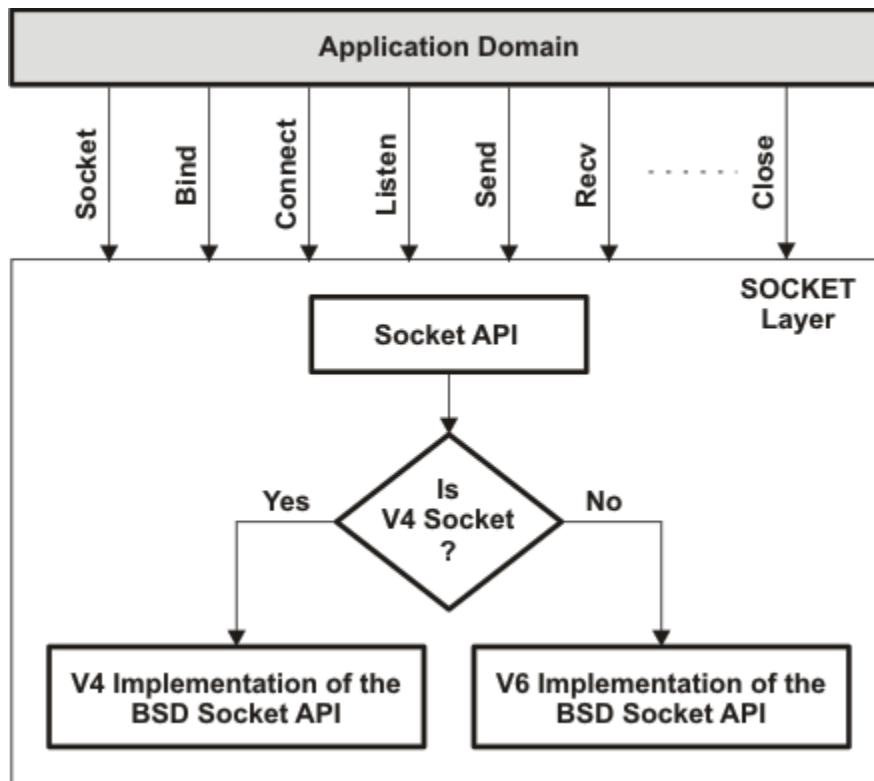 Application Domain
Socket
Bind
Connect
Listen
Send
Recv
Close
SOCKET
Layer
Socket API
Is
V4 Socket
?
Yes
No
V4 Implementation of the
BSD Socket API
V6 Implementation of the
BSD Socket API